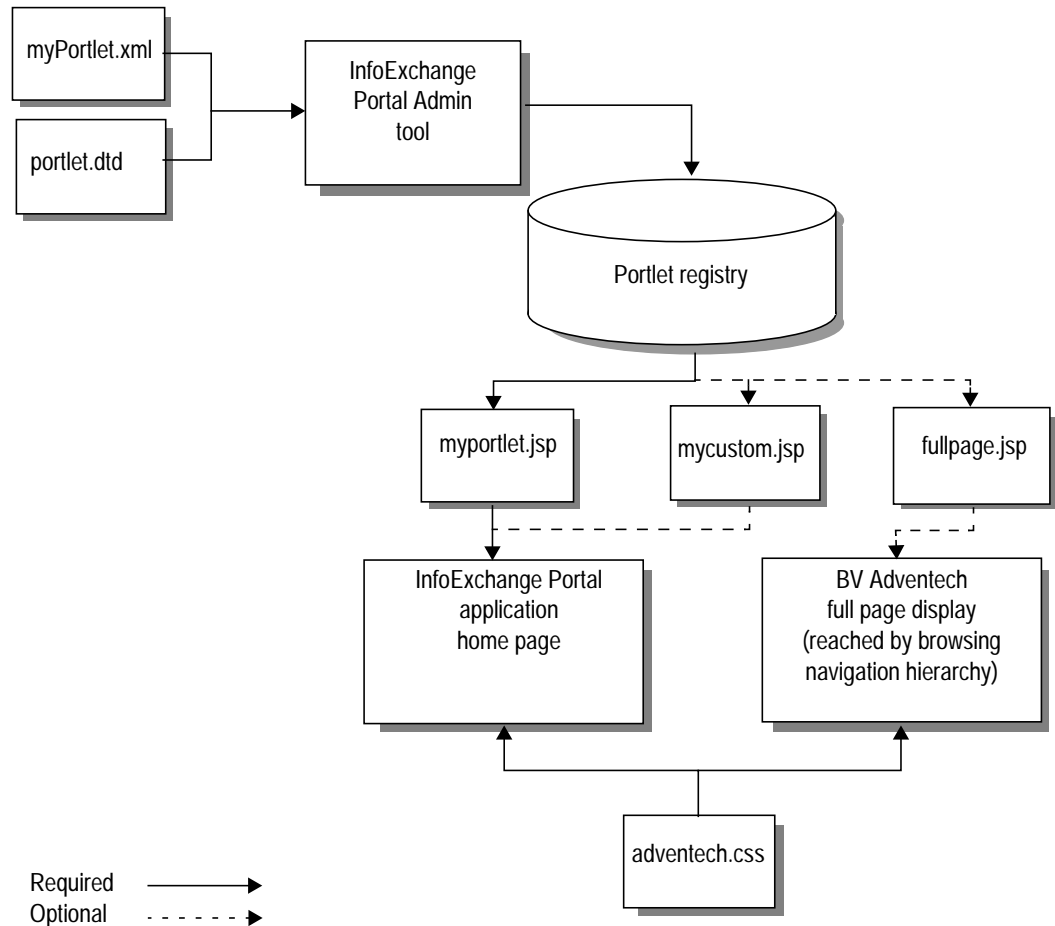 myPortlet.xml
portlet.dtd
InfoExchange
Portal Admin
tool
Portlet registry
myportlet.jsp
mycustom.jsp
fullpage.jsp
InfoExchange Portal
application
home page
BV Adventech
full page display
(reached by browsing
navigation hierarchy)
adventech.css
Required
Optional